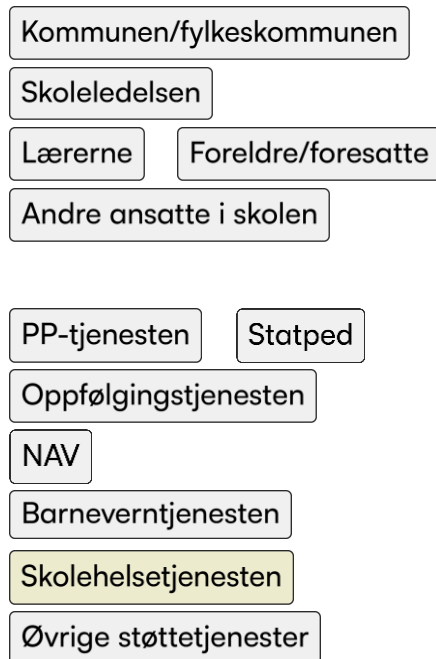 Kommunen/fylkeskommunen
Skoleledelsen
Lærerne Foreldre/foresatte
Andre ansatte i skolen
PP-tjenesten Statped
Oppfølgingstjenesten
NAV
Barneverntjenesten
Skolehelsetjenesten
Øvrige støttetjenester